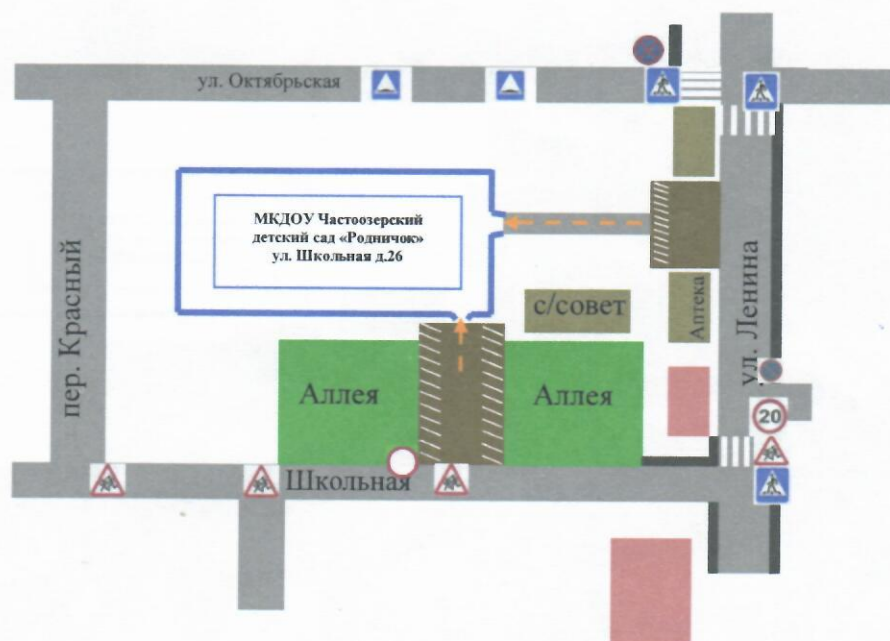 ул. Октябрьская
МКДОУ Частоозерский
детский сад «Родничок»
ул. Школьная д.26
пер. Красный
с/совет
Аптека
ул. Ленина
Аллея
Аллея
20
Школьная